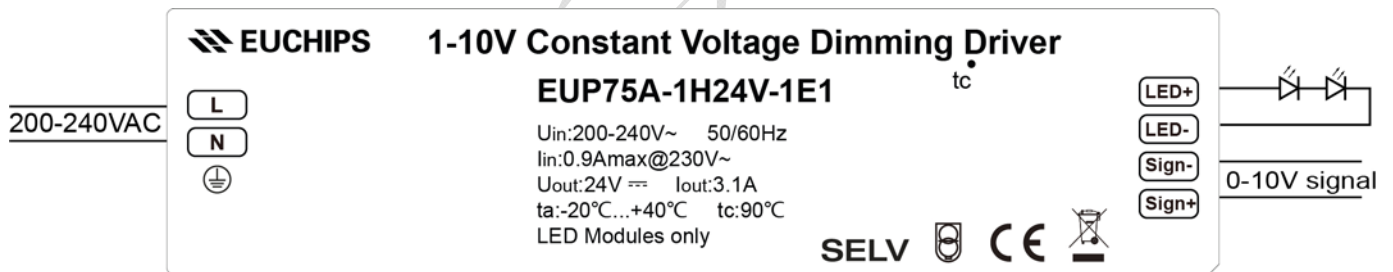 EUCHIPS 1-10V Constant Voltage Dimming Driver
tc
EUP75A-1H24V-1E1
200-240VAC
L
N
Uin:200-240V~ 50/60Hz
Iin:0.9Amax@230V~
Uout:24V ⎓ Iout:3.1A
ta:-20℃...+40℃ tc:90℃
LED Modules only
SELV
CE
LED+
LED-
Sign-
Sign+
0-10V signal